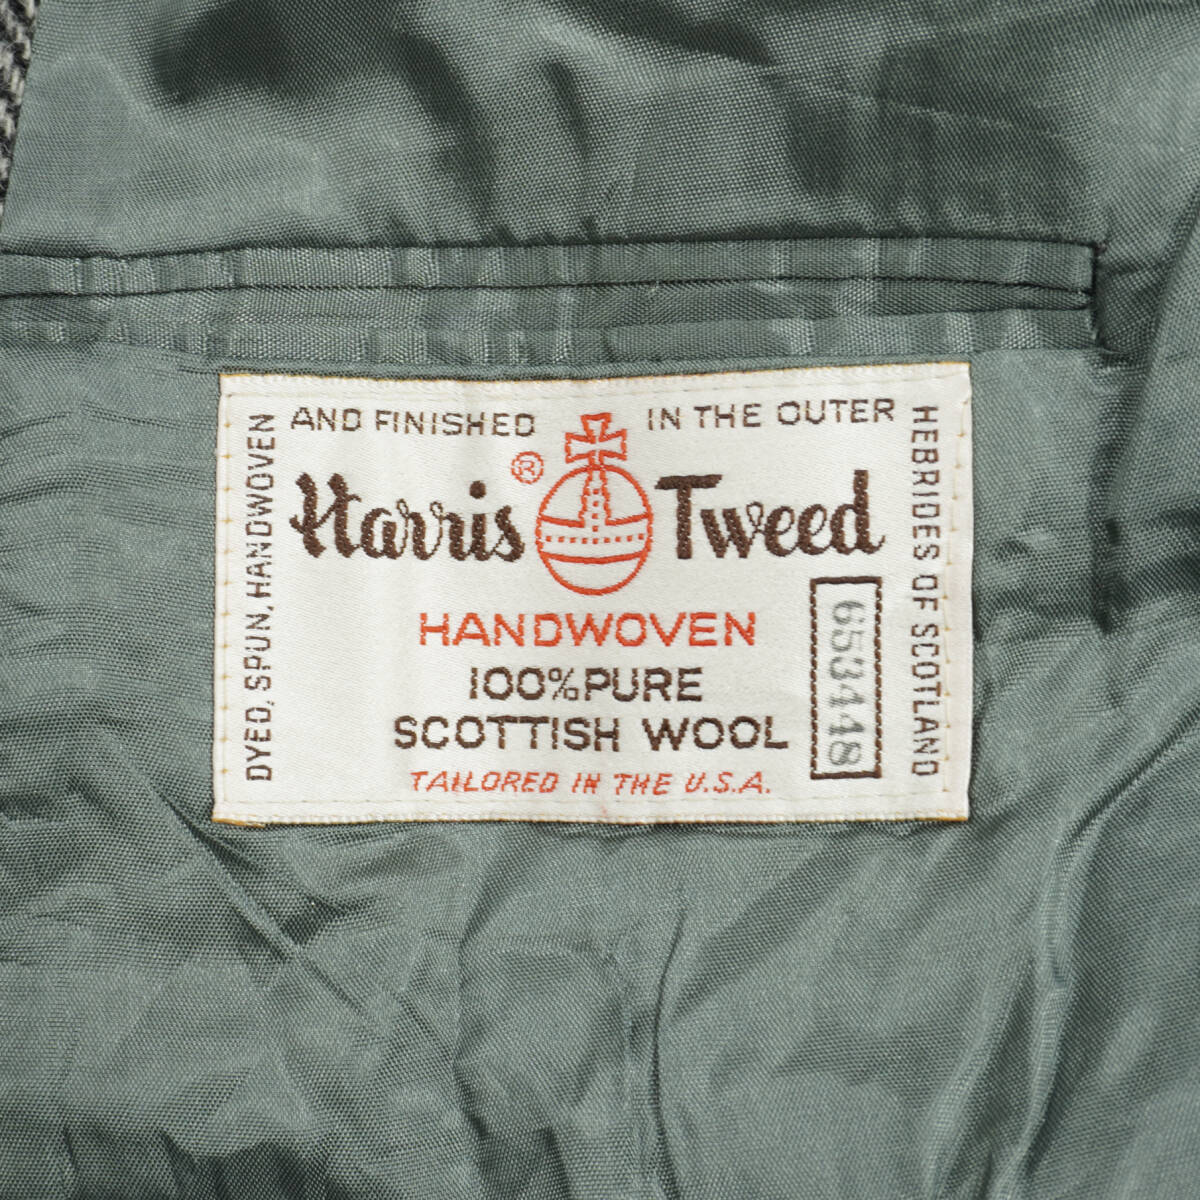 DYED, SPUN, HANDWOVEN
AND FINISHED
IN THE OUTER
HEBRIDES OF SCOTLAND
Harris ® Tweed
HANDWOVEN
100% PURE
SCOTTISH WOOL
TAILORED IN THE U.S.A.
653448